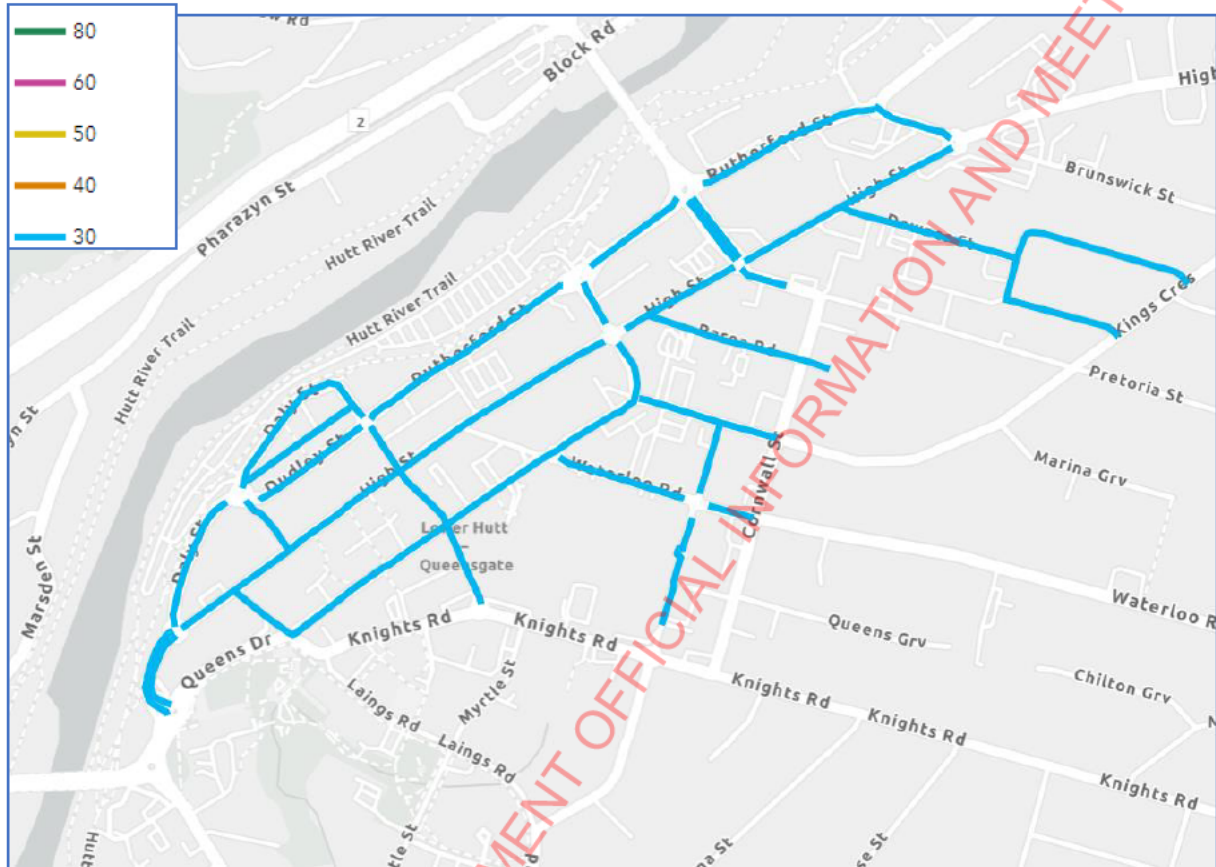 80
60
50
40
30
Rd
Block Rd
2
Pharazyn St
Hutt River Trail
Hutt River Trail
Hutt River Trail
Rutherford St
High St
High
Brunswick St
Kings Cres
High St
Rutherford St
Pretoria St
Daly St
Dudley St
High St
Waterloo Rd
Marina Grv
Cornwall St
Lower Hutt
–
Queensgate
Daly St
Marsden St
Waterloo R
Queens Dr
Knights Rd
Knights Rd
Queens Grv
Myrtle St
Laings Rd
Laings Rd
Knights Rd
Knights Rd
Knights Rd
Chilton Grv
Hutt
MENT OFFICIAL INFORMATION AND MEET